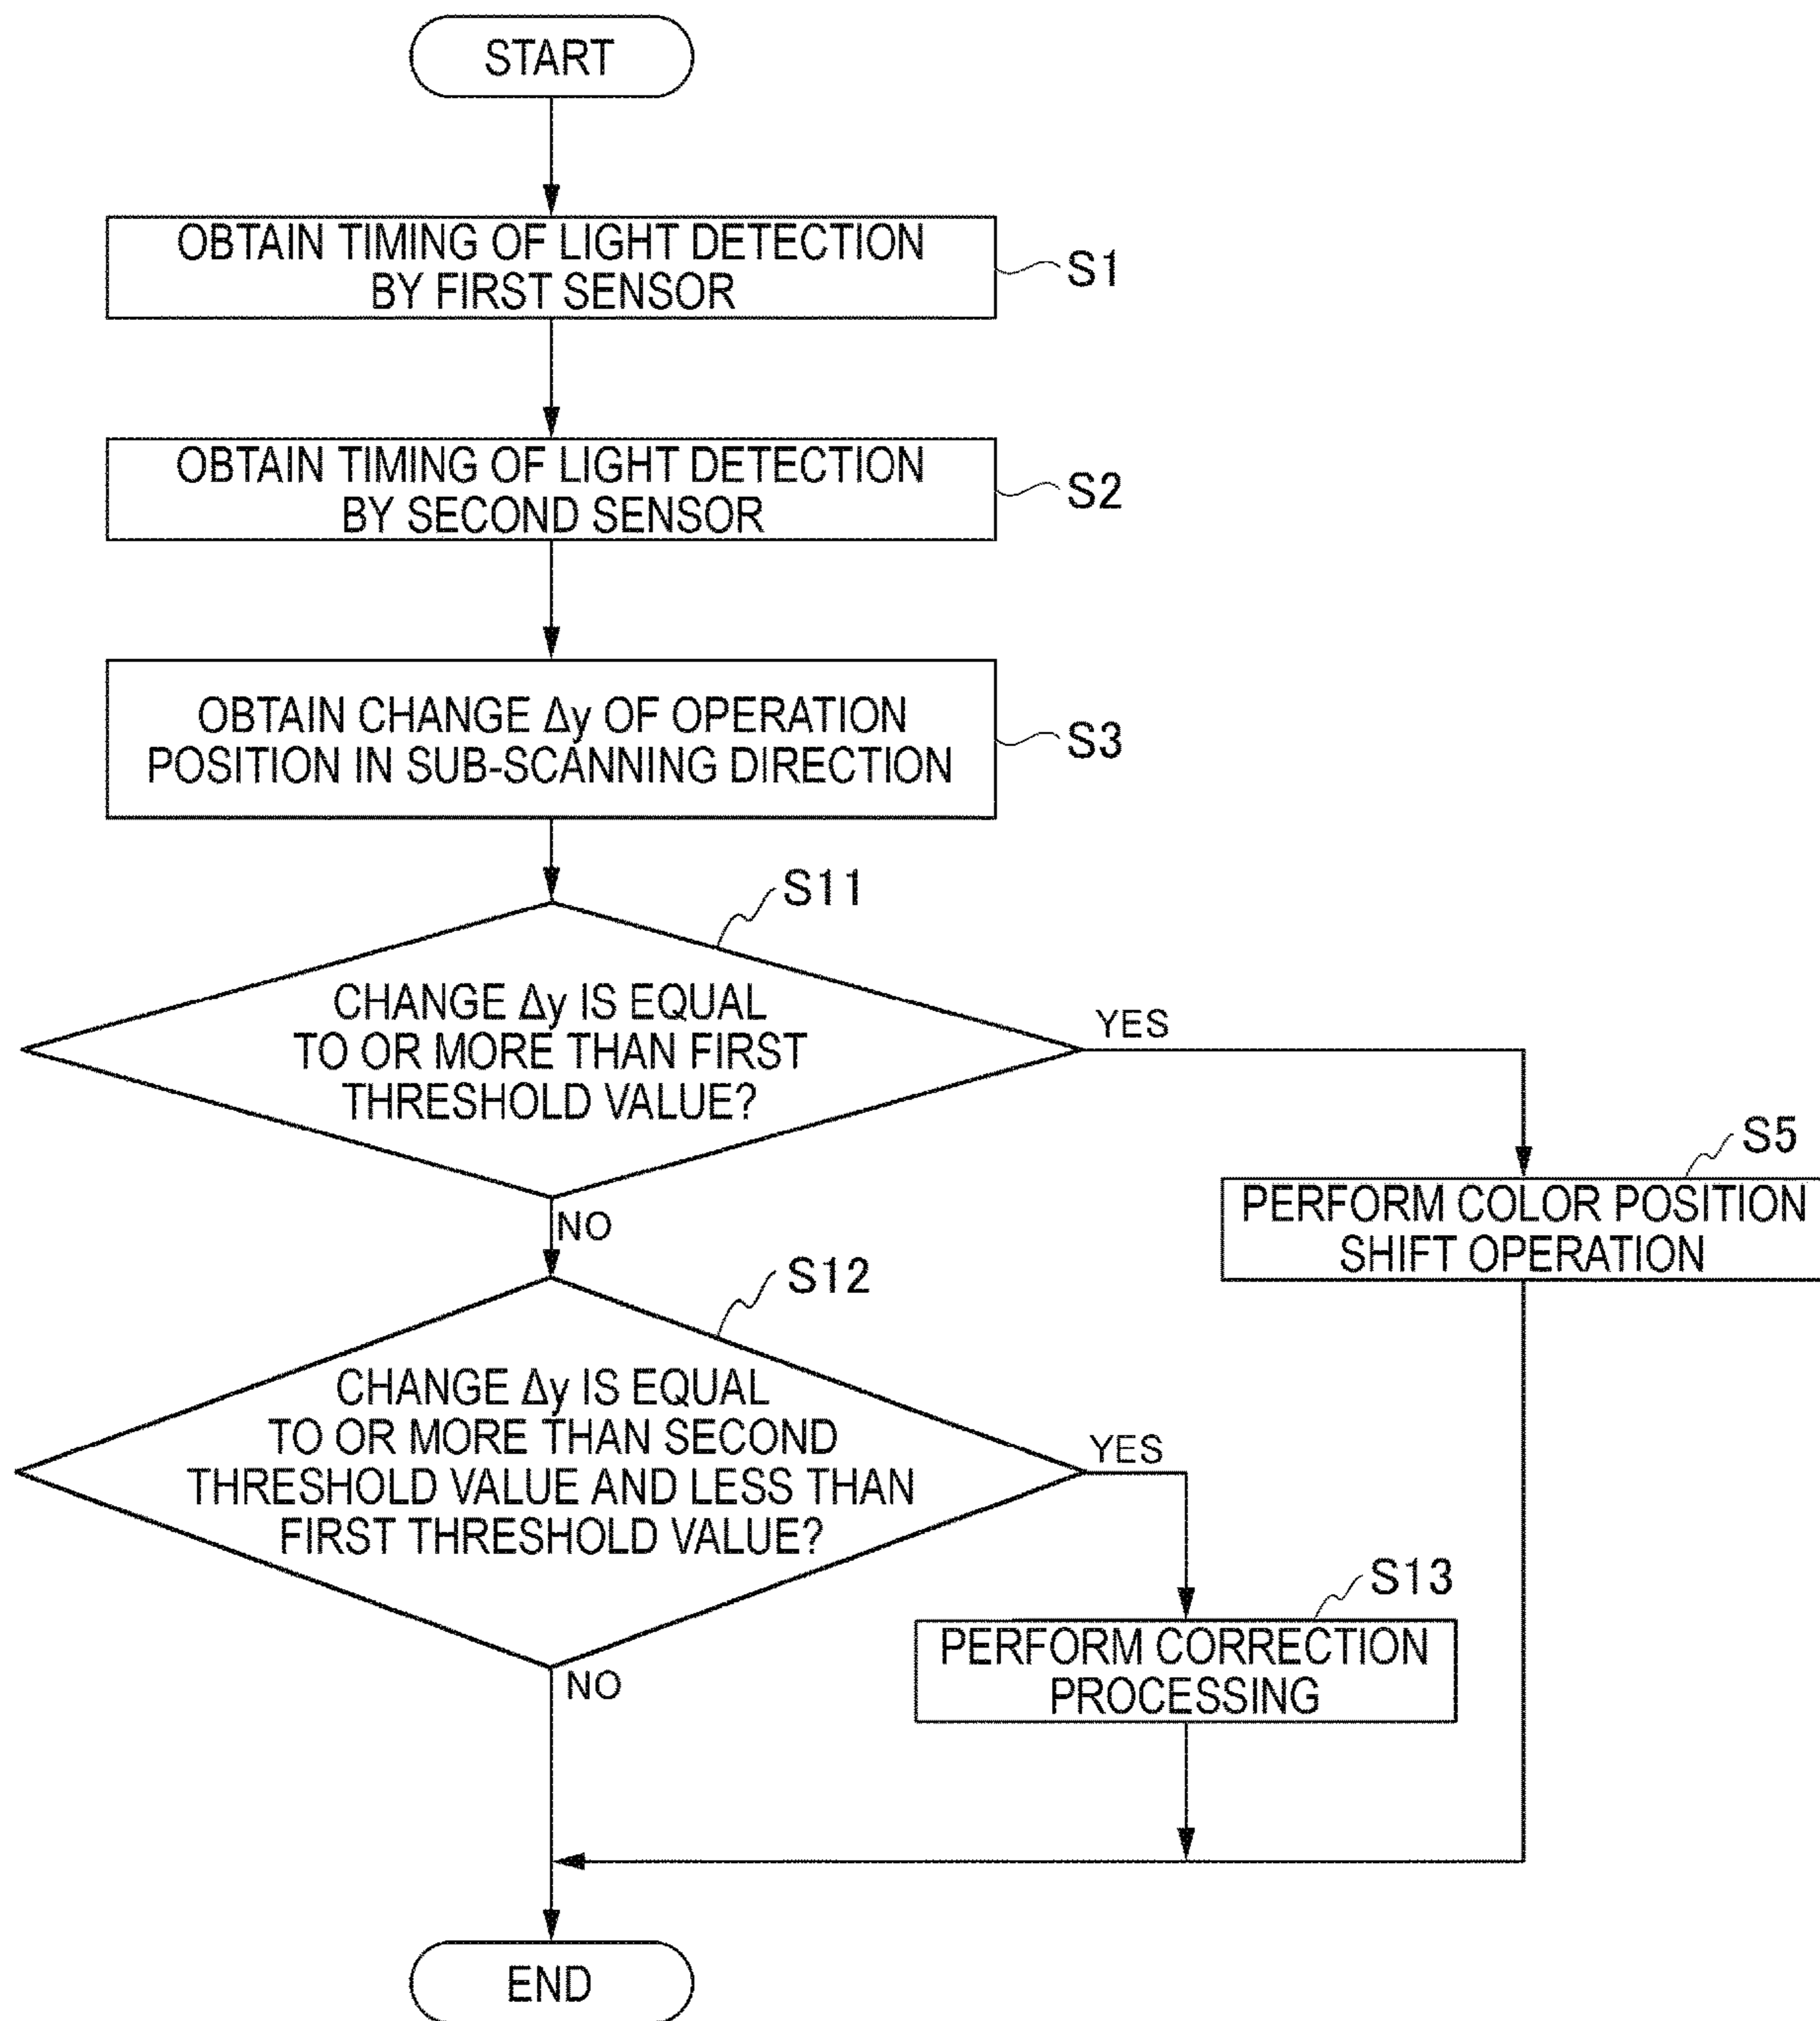 START
OBTAIN TIMING OF LIGHT DETECTION
BY FIRST SENSOR
S1
OBTAIN TIMING OF LIGHT DETECTION
BY SECOND SENSOR
S2
OBTAIN CHANGE Δy OF OPERATION
POSITION IN SUB-SCANNING DIRECTION
S3
S11
CHANGE Δy IS EQUAL
TO OR MORE THAN FIRST
THRESHOLD VALUE?
YES
NO
S5
PERFORM COLOR POSITION
SHIFT OPERATION
S12
CHANGE Δy IS EQUAL
TO OR MORE THAN SECOND
THRESHOLD VALUE AND LESS THAN
FIRST THRESHOLD VALUE?
YES
NO
S13
PERFORM CORRECTION
PROCESSING
END